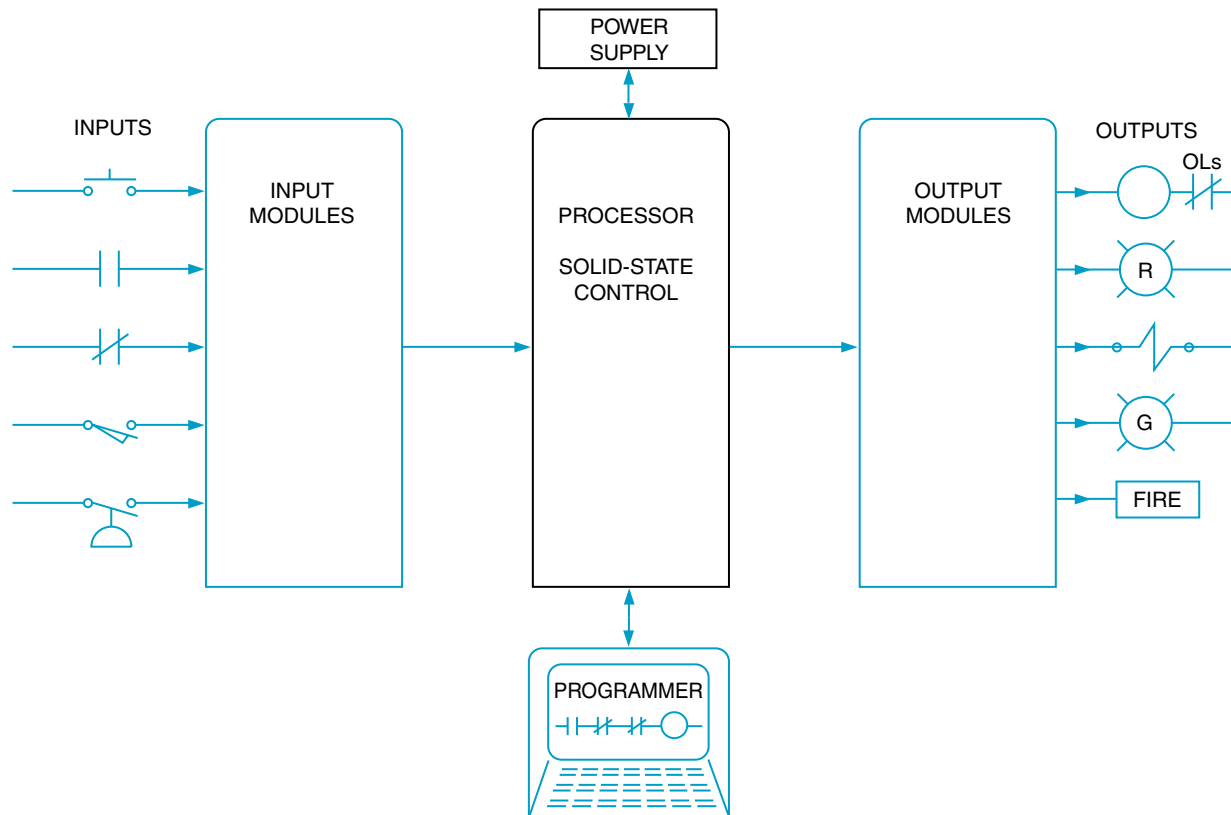 POWER
SUPPLY
INPUTS
INPUT
MODULES
PROCESSOR
SOLID-STATE
CONTROL
OUTPUT
MODULES
OUTPUTS
OLs
R
G
FIRE
PROGRAMMER